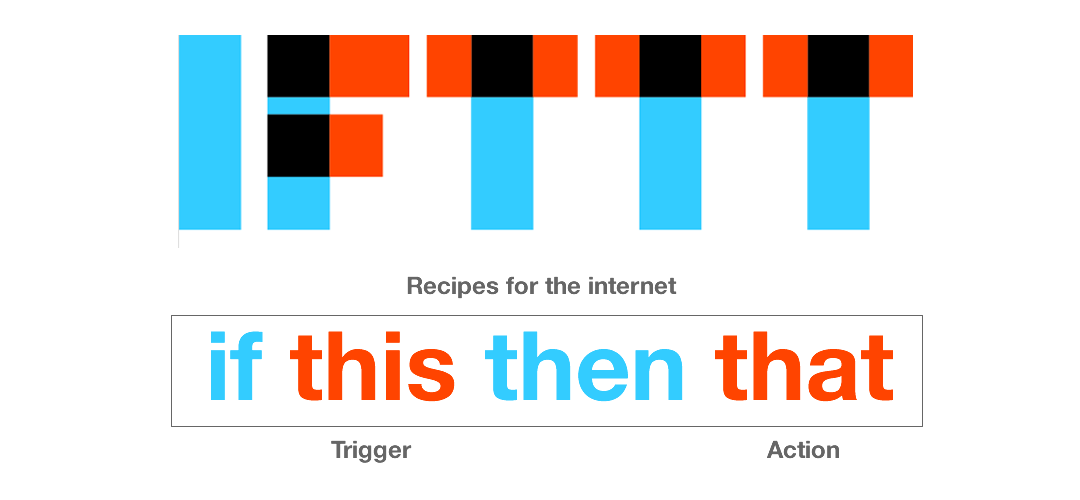 IFTTT
Recipes for the internet
if this then that
Trigger Action